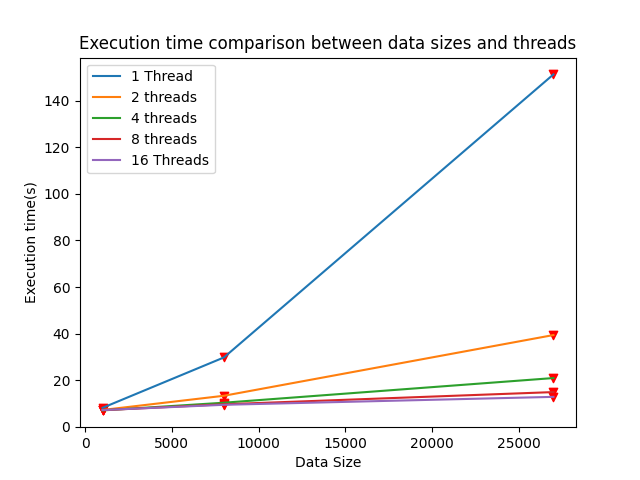 Execution time comparison between data sizes and threads
1 Thread
2 threads
4 threads
8 threads
16 Threads
Execution time(s)
140
120
100
80
60
40
20
0
0 5000 10000 15000 20000 25000
Data Size